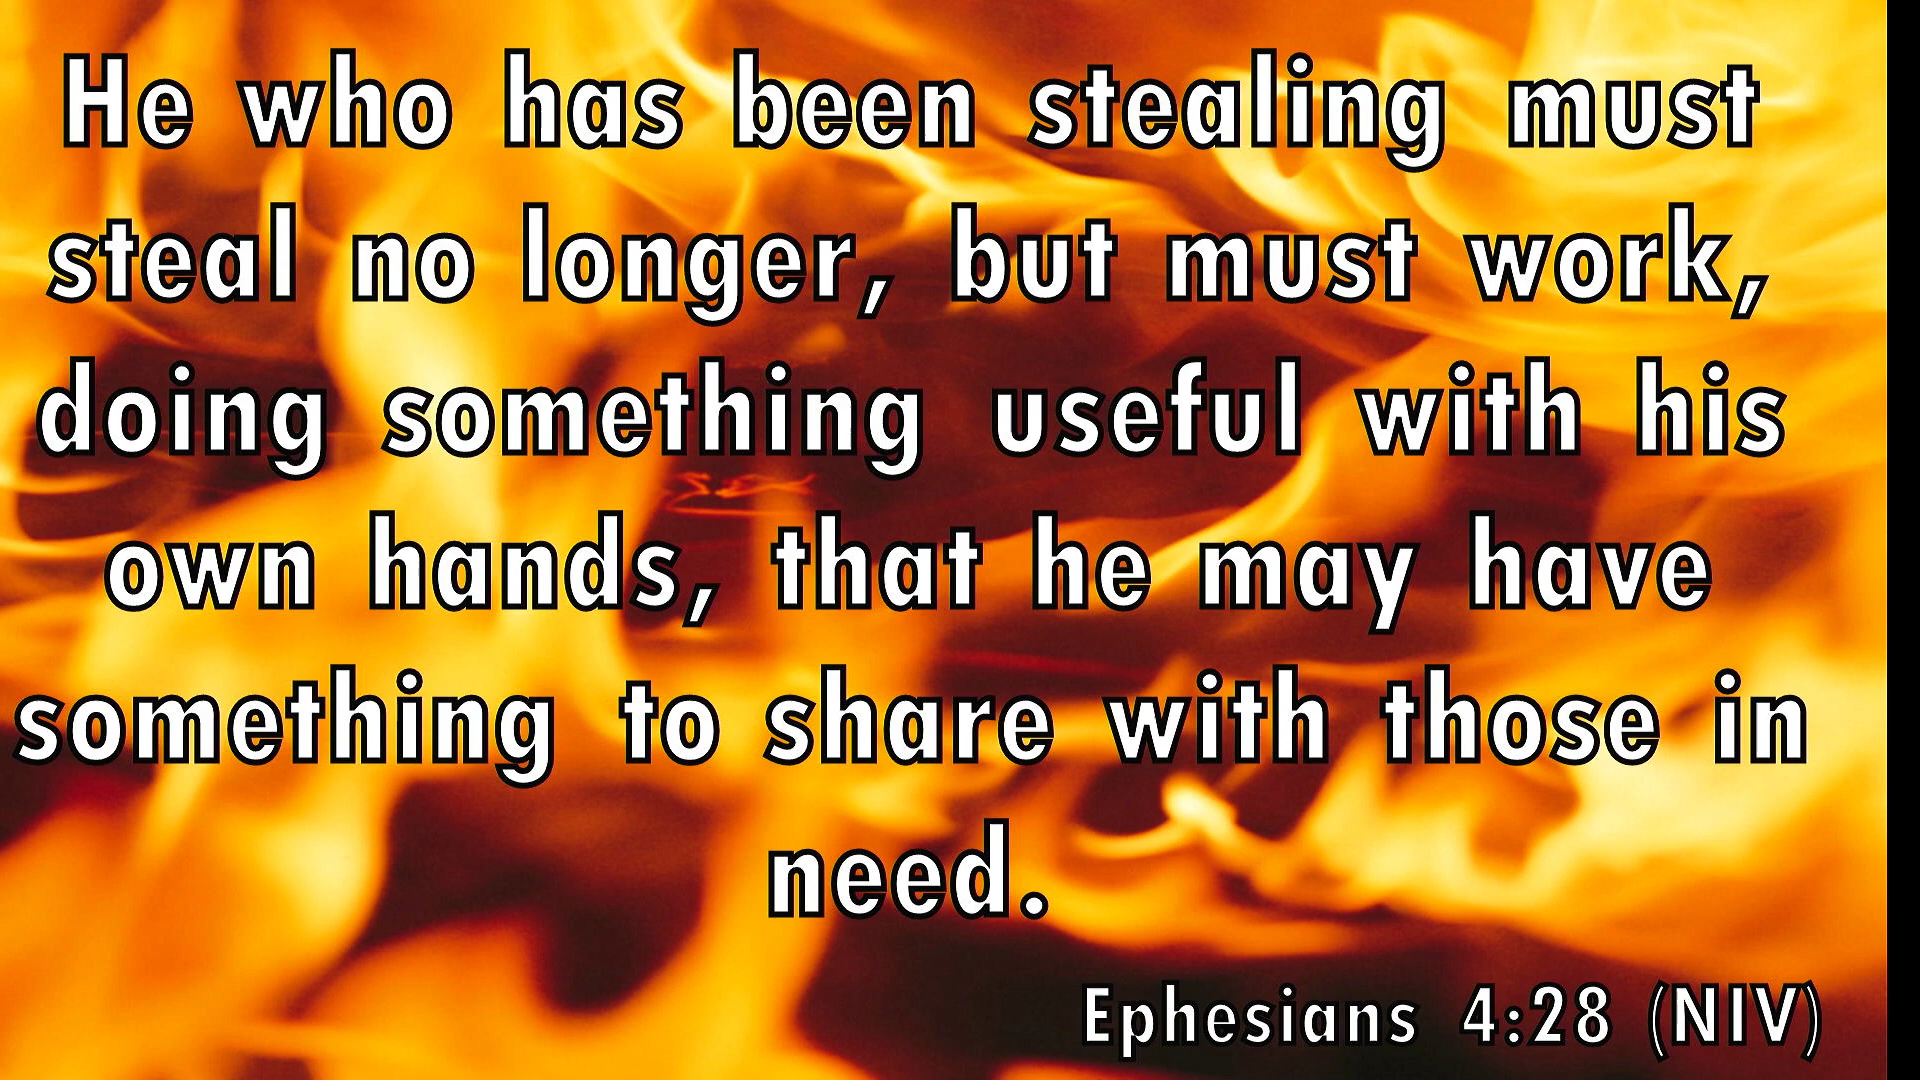 He who has been stealing must
steal no longer, but must work,
doing something useful with his
own hands, that he may have
something to share with those in
need.
Ephesians 4:28 (NIV)